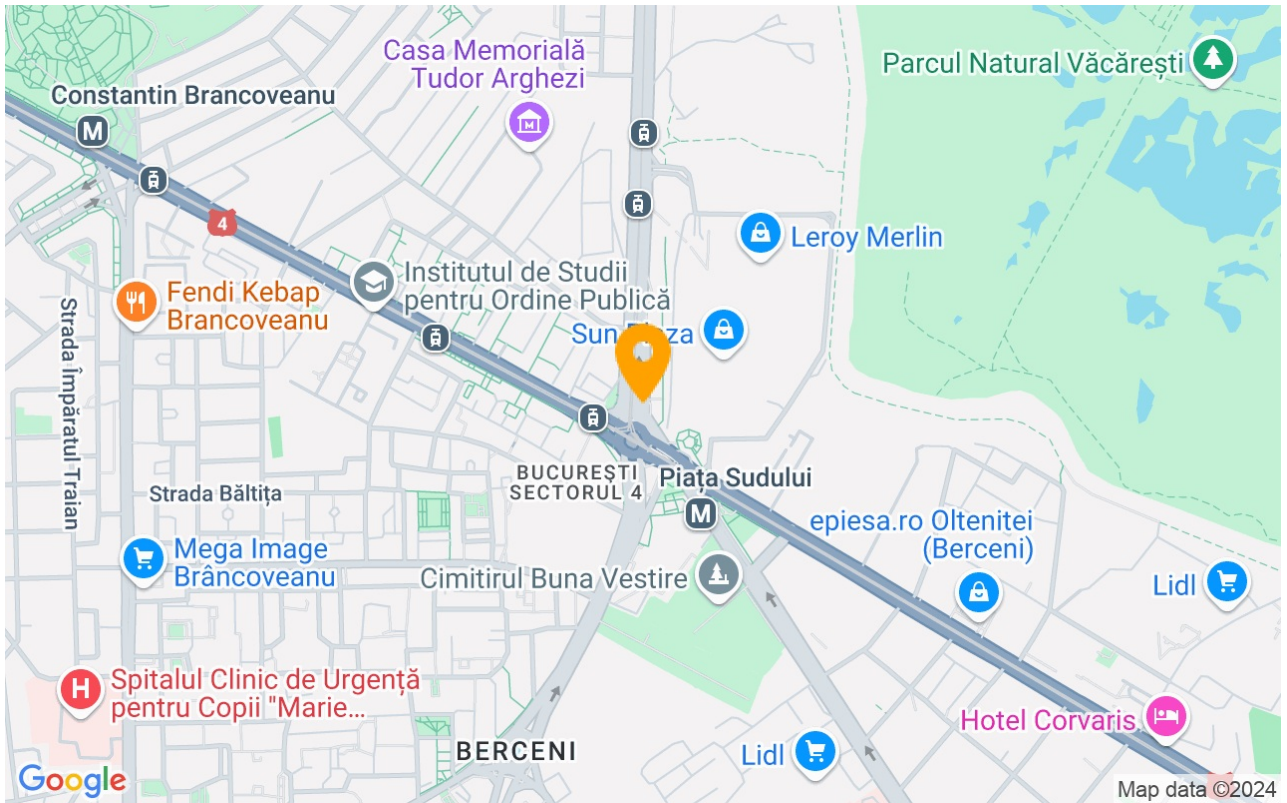 Casa Memorială
Tudor Arghezi
Parcul Natural Văcărești
Constantin Brancoveanu
M
M
4
Leroy Merlin
Institutul de Studii
pentru Ordine Publică
Fendi Kebap
Brancoveanu
Sun Plaza
Strada Împăratul Traian
BUCUREȘTI
SECTORUL 4
Piața Sudului
M
Strada Băltița
epiesa.ro Oltenitei
(Berceni)
Mega Image
Brâncoveanu
Cimitirul Buna Vestire
Lidl
Spitalul Clinic de Urgență
pentru Copii "Marie...
H
Hotel Corvaris
BERCENI
Lidl
Google
Map data ©2024